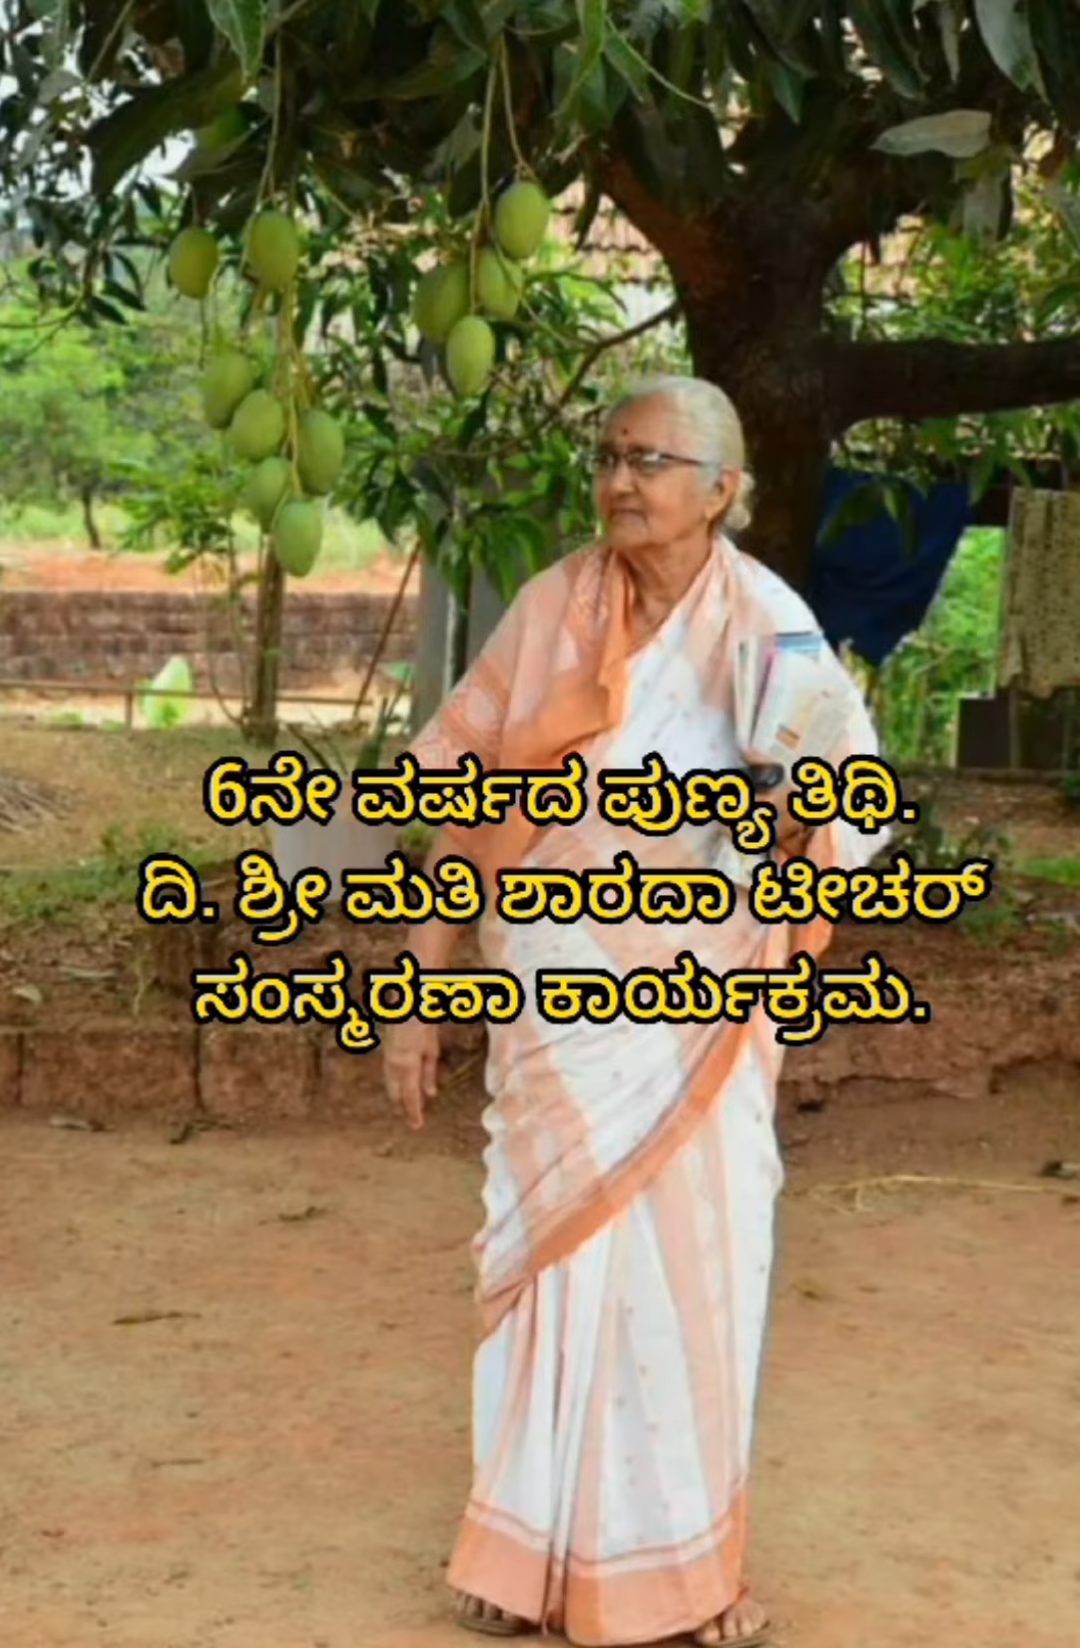 6ನೇ ವರ್ಷದ ಪುಣ್ಯ ತಿಥಿ.
ದಿ. ಶ್ರೀ ಮತಿ ಶಾರದಾ ಟೀಚರ್
ಸಂಸ್ಮರಣಾ ಕಾರ್ಯಕ್ರಮ.